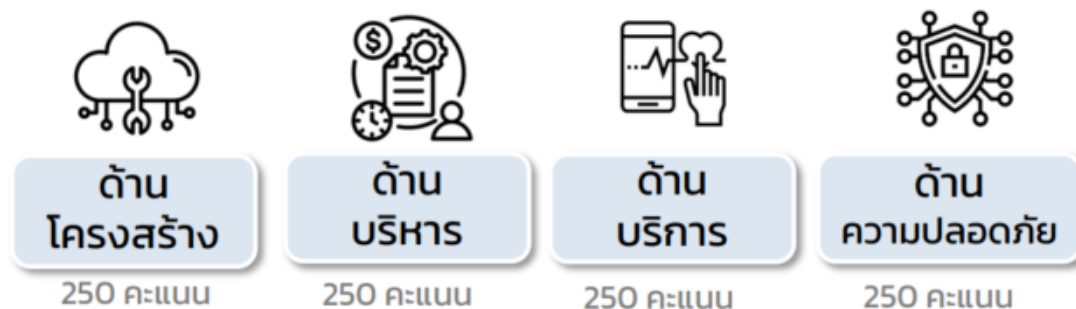 $
ด้าน
โครงสร้าง
250 คะแนน
ด้าน
บริหาร
250 คะแนน
ด้าน
บริการ
250 คะแนน
ด้าน
ความปลอดภัย
250 คะแนน